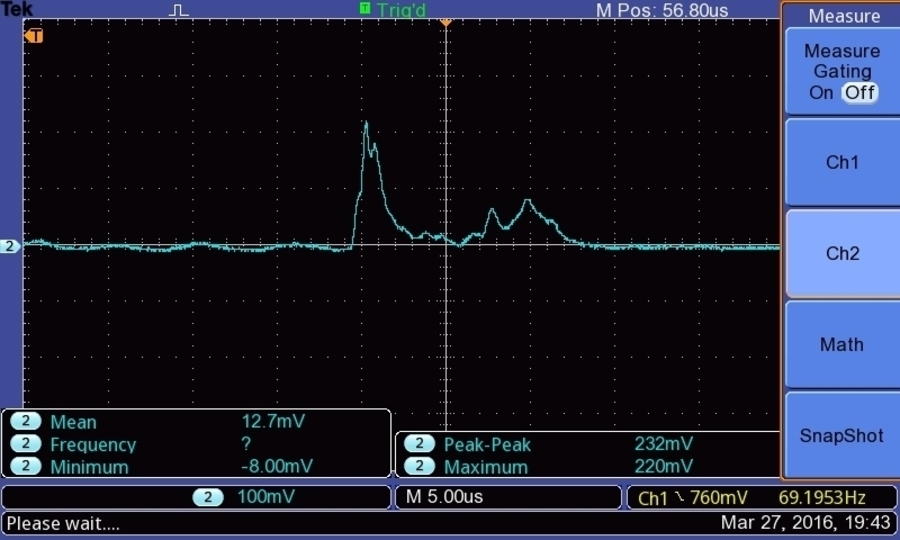 Tek
T Trig'd
M Pos: 56.80us
Measure
T
Measure
Gating
On Off
Ch1
2
Ch2
Math
SnapShot
2 Mean 12.7mV
2 Frequency ?
2 Minimum -8.00mV
2 Peak-Peak 232mV
2 Maximum 220mV
2 100mV
M 5.00us
Ch1 760mV 69.1953Hz
Please wait....
Mar 27, 2016, 19:43